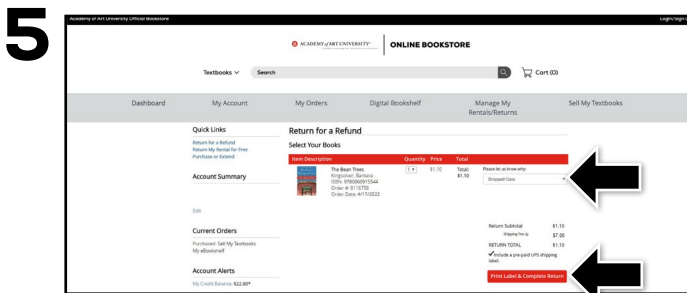 5
Academy of Art University Official Bookstore
Login/Sign
ACADEMY of ART UNIVERSITY
ONLINE BOOKSTORE
Textbooks
Search
Cart (0)
Dashboard My Account My Orders Digital Bookshelf Manage My Rentals/Returns Sell My Textbooks
Quick Links
Return for a Refund
Return My Rental for Free
Purchase or Extend
Account Summary
Edit
Current Orders
Purchased: Sell My Textbooks
My eBookshelf
Account Alerts
My Credit Balance: $22.80*
Return for a Refund
Select Your Books
Item Description Quantity Price Total
The Bean Trees
Kingsolver, Barbara
ISBN: 9780060915544
Order #: 8116758
Order Date: 4/17/2022
1 $1.10 Total:
$1.10
Please let us know why:
Dropped Class
Return Subtotal $1.10
Shipping Fee $7.00
RETURN TOTAL $1.10
Include a pre-paid UPS shipping
label
Print Label & Complete Return